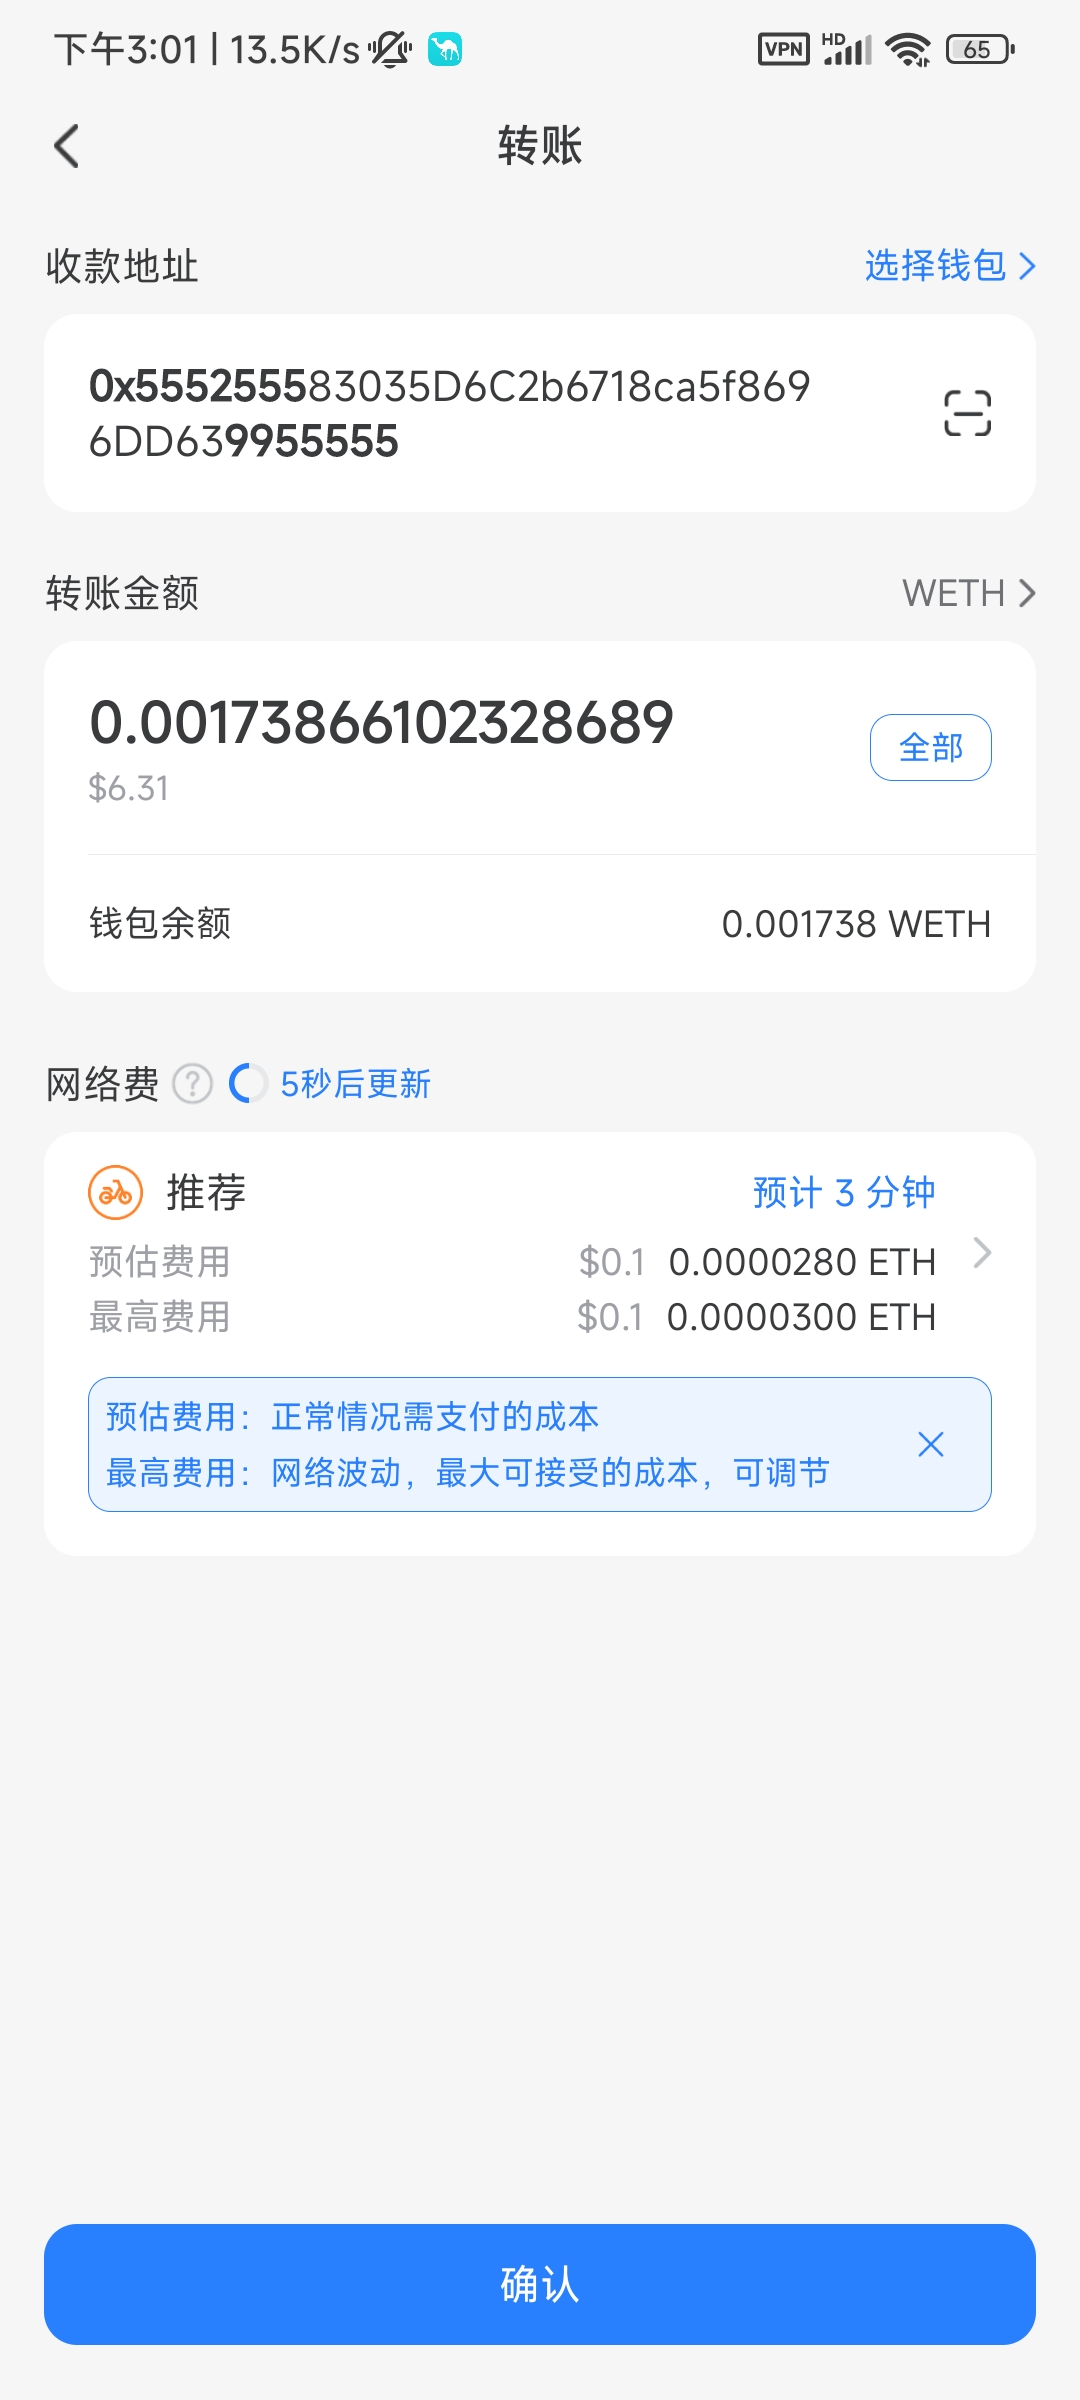 下午3:01 | 13.5K/s
VPN HD 65
转账
收款地址 选择钱包
0x555255583035D6C2b6718ca5f869
6DD639955555
转账金额 WETH
0.00173866102328689
全部
$6.31
钱包余额 0.001738 WETH
网络费 ? 5秒后更新
推荐 预计 3 分钟
预估费用 $0.1 0.0000280 ETH
最高费用 $0.1 0.0000300 ETH
预估费用：正常情况需支付的成本
最高费用：网络波动，最大可接受的成本，可调节
确认